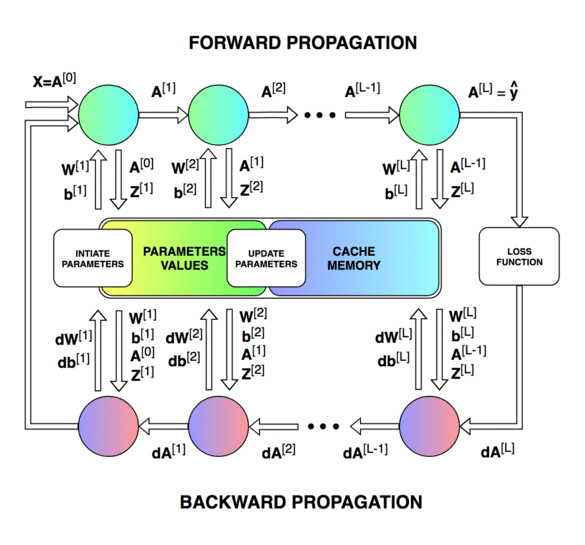 FORWARD PROPAGATION
X=A[0]
A[1]
A[2]
A[L-1]
A[L] = ŷ
W[1]
b[1]
A[0]
Z[1]
W[2]
b[2]
A[1]
Z[2]
W[L]
b[L]
A[L-1]
Z[L]
INTIATE
PARAMETERS
PARAMETERS
VALUES
UPDATE
PARAMETERS
CACHE
MEMORY
LOSS
FUNCTION
dW[1]
db[1]
W[1]
b[1]
A[0]
Z[1]
dW[2]
db[2]
W[2]
b[2]
A[1]
Z[2]
dW[L]
db[L]
W[L]
b[L]
A[L-1]
Z[L]
dA[1]
dA[2]
dA[L-1]
dA[L]
BACKWARD PROPAGATION